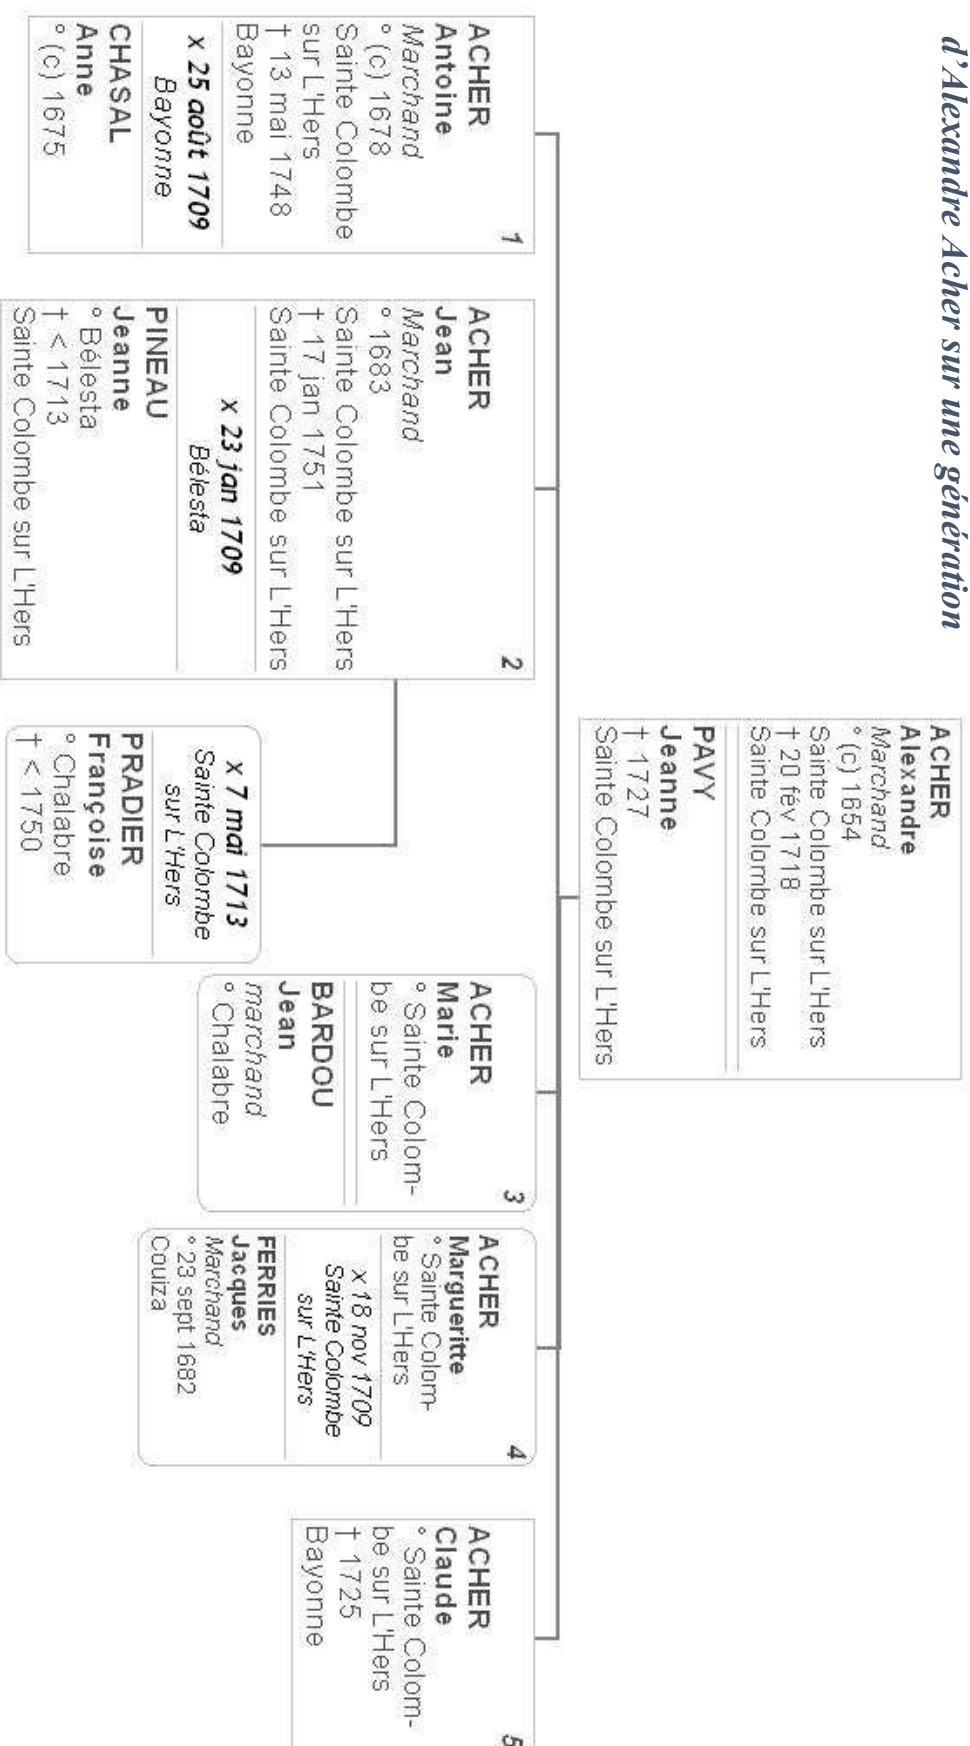 d'Alexandre Acher sur une génération
ACHER
Alexandre
Marchand
° (c) 1654
Sainte Colombe sur L'Hers
† 20 fév 1718
Sainte Colombe sur L'Hers
PAVY
Jeanne
† 1727
Sainte Colombe sur L'Hers
1
ACHER
Antoine
Marchand
° (c) 1678
Sainte Colombe
sur L'Hers
† 13 mai 1748
Bayonne
x 25 août 1709
Bayonne
CHASAL
Anne
° (c) 1675
2
ACHER
Jean
Marchand
° 1683
Sainte Colombe sur L'Hers
† 17 jan 1751
Sainte Colombe sur L'Hers
x 23 jan 1709
Bélesta
PINEAU
Jeanne
° Bélesta
† < 1713
Sainte Colombe sur L'Hers
x 7 mai 1713
Sainte Colombe
sur L'Hers
PRADIER
Françoise
° Chalabre
† < 1750
3
ACHER
Marie
° Sainte Colom-
be sur L'Hers
BARDOU
Jean
marchand
° Chalabre
4
ACHER
Margueritte
° Sainte Colom-
be sur L'Hers
x 18 nov 1709
Sainte Colombe
sur L'Hers
FERRIES
Jacques
Marchand
° 23 sept 1682
Couiza
5
ACHER
Claude
° Sainte Colom-
be sur L'Hers
† 1725
Bayonne